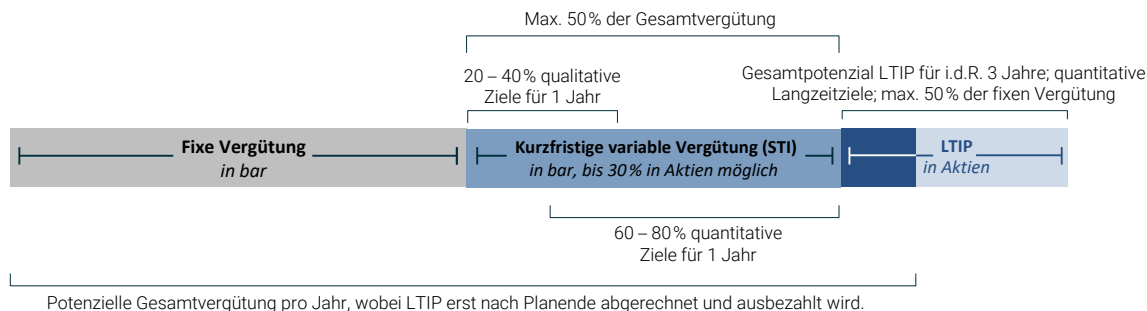 Max. 50% der Gesamtvergütung
20 – 40% qualitative
Ziele für 1 Jahr
Gesamtpotenzial LTIP für i.d.R. 3 Jahre; quantitative
Langzeitziele; max. 50% der fixen Vergütung
Fixe Vergütung
in bar
Kurzfristige variable Vergütung (STI)
in bar, bis 30% in Aktien möglich
LTIP
in Aktien
60 – 80% quantitative
Ziele für 1 Jahr
Potenzielle Gesamtvergütung pro Jahr, wobei LTIP erst nach Planende abgerechnet und ausbezahlt wird.